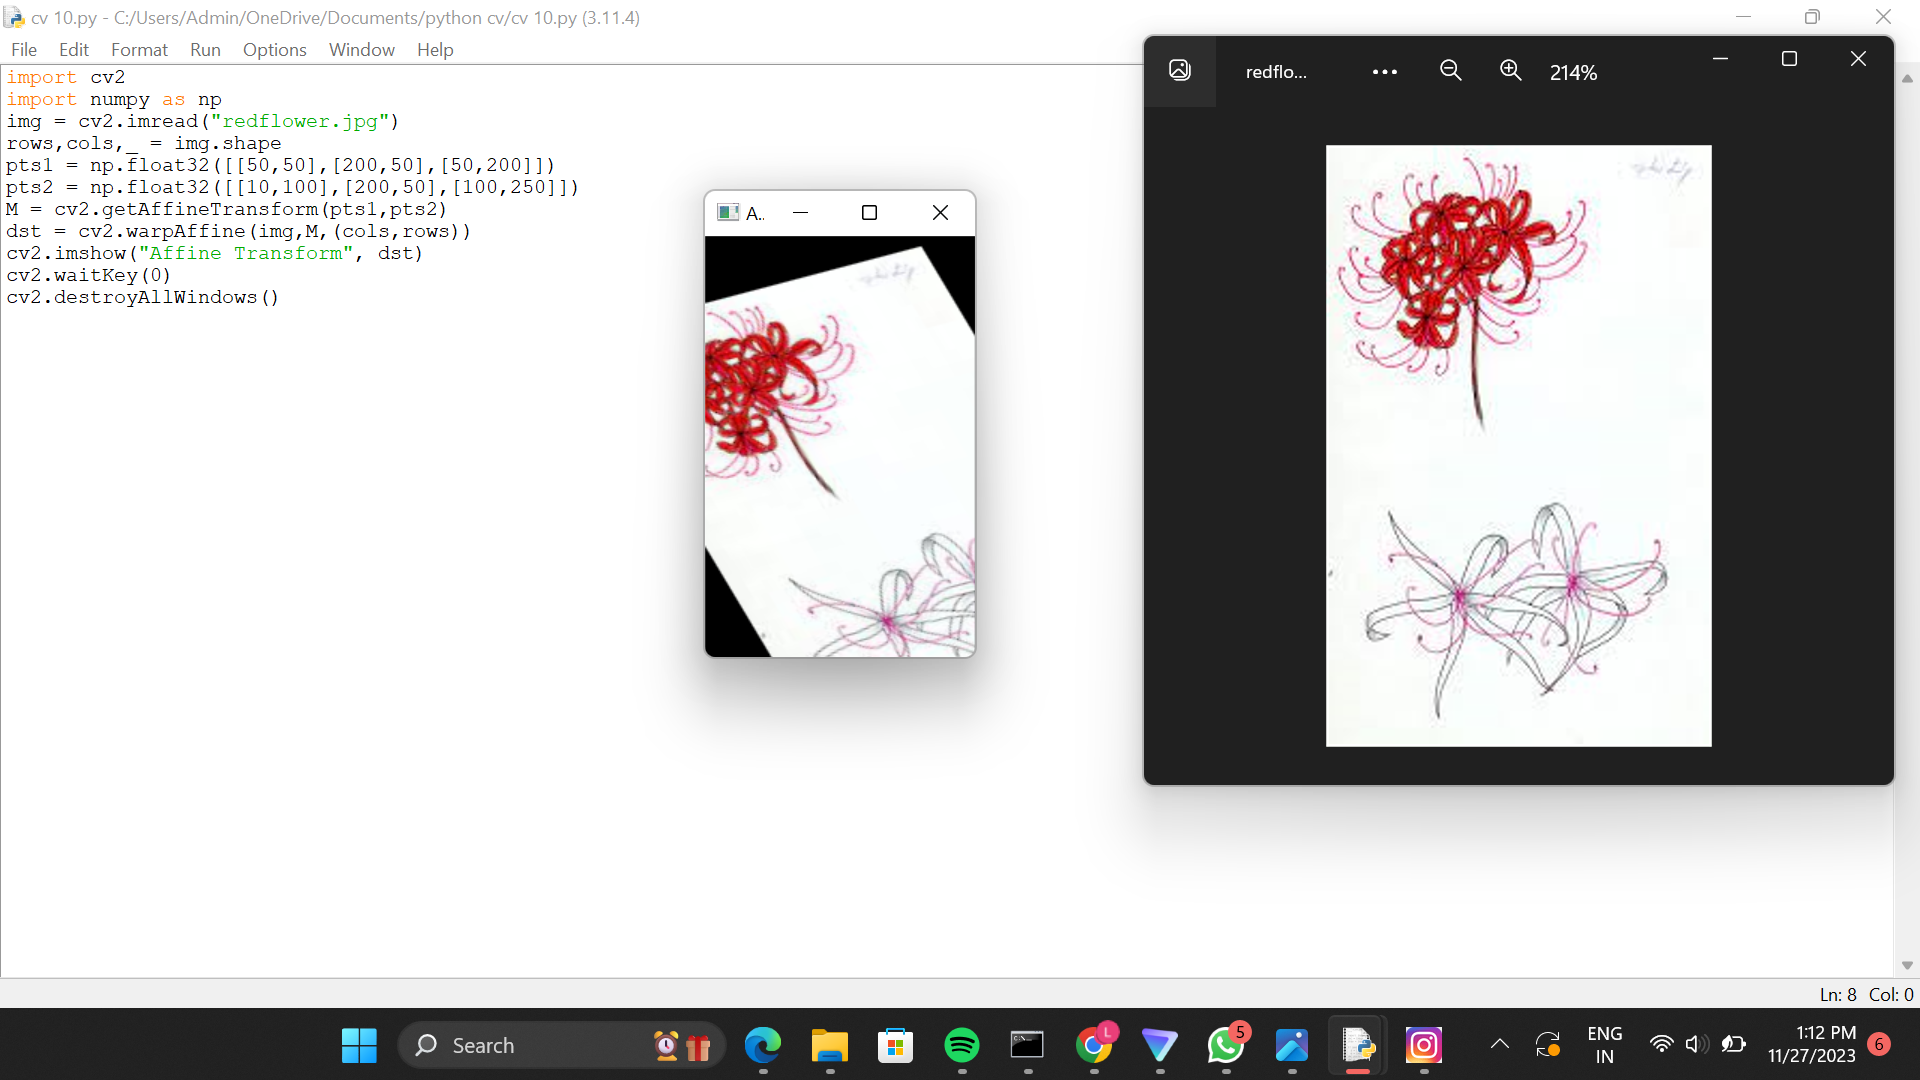 cv 10.py - C:/Users/Admin/OneDrive/Documents/python cv/cv 10.py (3.11.4)
File Edit Format Run Options Window Help
import cv2
import numpy as np
img = cv2.imread("redflower.jpg")
rows,cols,_ = img.shape
pts1 = np.float32([[50,50],[200,50],[50,200]])
pts2 = np.float32([[10,100],[200,50],[100,250]])
M = cv2.getAffineTransform(pts1,pts2)
dst = cv2.warpAffine(img,M,(cols,rows))
cv2.imshow("Affine Transform", dst)
cv2.waitKey(0)
cv2.destroyAllWindows()
A..
redflo...
214%
Ln: 8 Col: 0
Search
L
5
ENG
IN
1:12 PM
11/27/2023
6